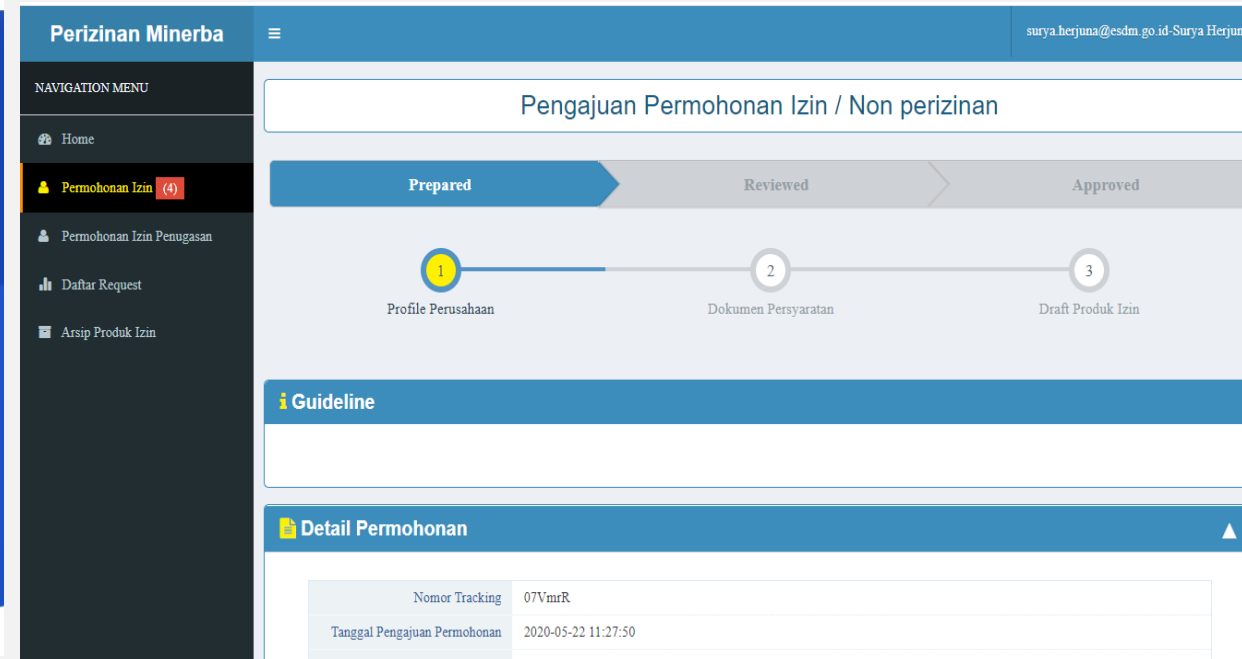 Perizinan Minerba
surya.herjuna@esdm.go.id-Surya Herjun
NAVIGATION MENU
Home
Permohonan Izin (4)
Permohonan Izin Penugasan
Daftar Request
Arsip Produk Izin
Pengajuan Permohonan Izin / Non perizinan
Prepared
Reviewed
Approved
1
2
3
Profile Perusahaan
Dokumen Persyaratan
Draft Produk Izin
i Guideline
Detail Permohonan
Nomor Tracking 07VmrR
Tanggal Pengajuan Permohonan 2020-05-22 11:27:50